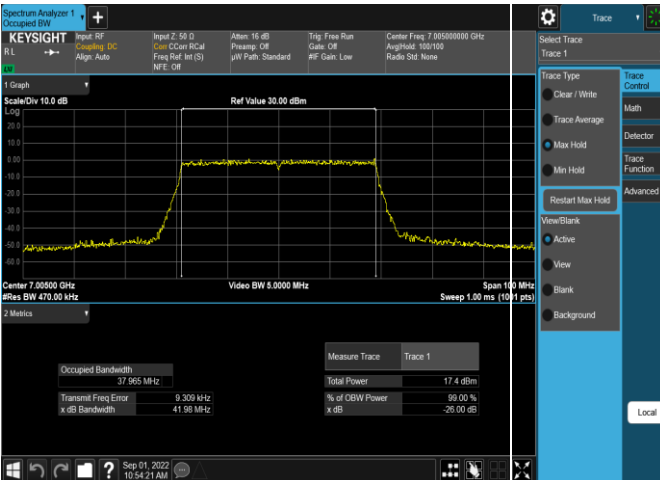 Spectrum Analyzer 1
Occupied BW
+
Trace
KEYSIGHT
RL
Input: RF
Coupling: DC
Align: Auto
Input Z: 50 Ω
Corr CCorr RCal
Freq Ref: Int (S)
NFE: Off
Atten: 16 dB
Preamp: Off
µW Path: Standard
Trig: Free Run
Gate: Off
#IF Gain: Low
Center Freq: 7.005000000 GHz
Avg|Hold: 100/100
Radio Std: None
LW
1 Graph
Scale/Div 10.0 dB
Ref Value 30.00 dBm
Log
20.0
10.0
0.00
-10.0
-20.0
-30.0
-40.0
-50.0
-60.0
Center 7.00500 GHz
#Res BW 470.00 kHz
Video BW 5.0000 MHz
Span 100 MHz
Sweep 1.00 ms (1001 pts)
2 Metrics
Occupied Bandwidth
37.965 MHz
Transmit Freq Error
9.309 kHz
x dB Bandwidth
41.98 MHz
Measure Trace
Trace 1
Total Power
17.4 dBm
% of OBW Power
99.00 %
x dB
-26.00 dB
Select Trace
Trace 1
Trace Type
Clear / Write
Trace Average
Max Hold
Min Hold
Restart Max Hold
View/Blank
Active
View
Blank
Background
Trace
Control
Math
Detector
Trace
Function
Advanced
Local
?
Sep 01, 2022
10:54:21 AM